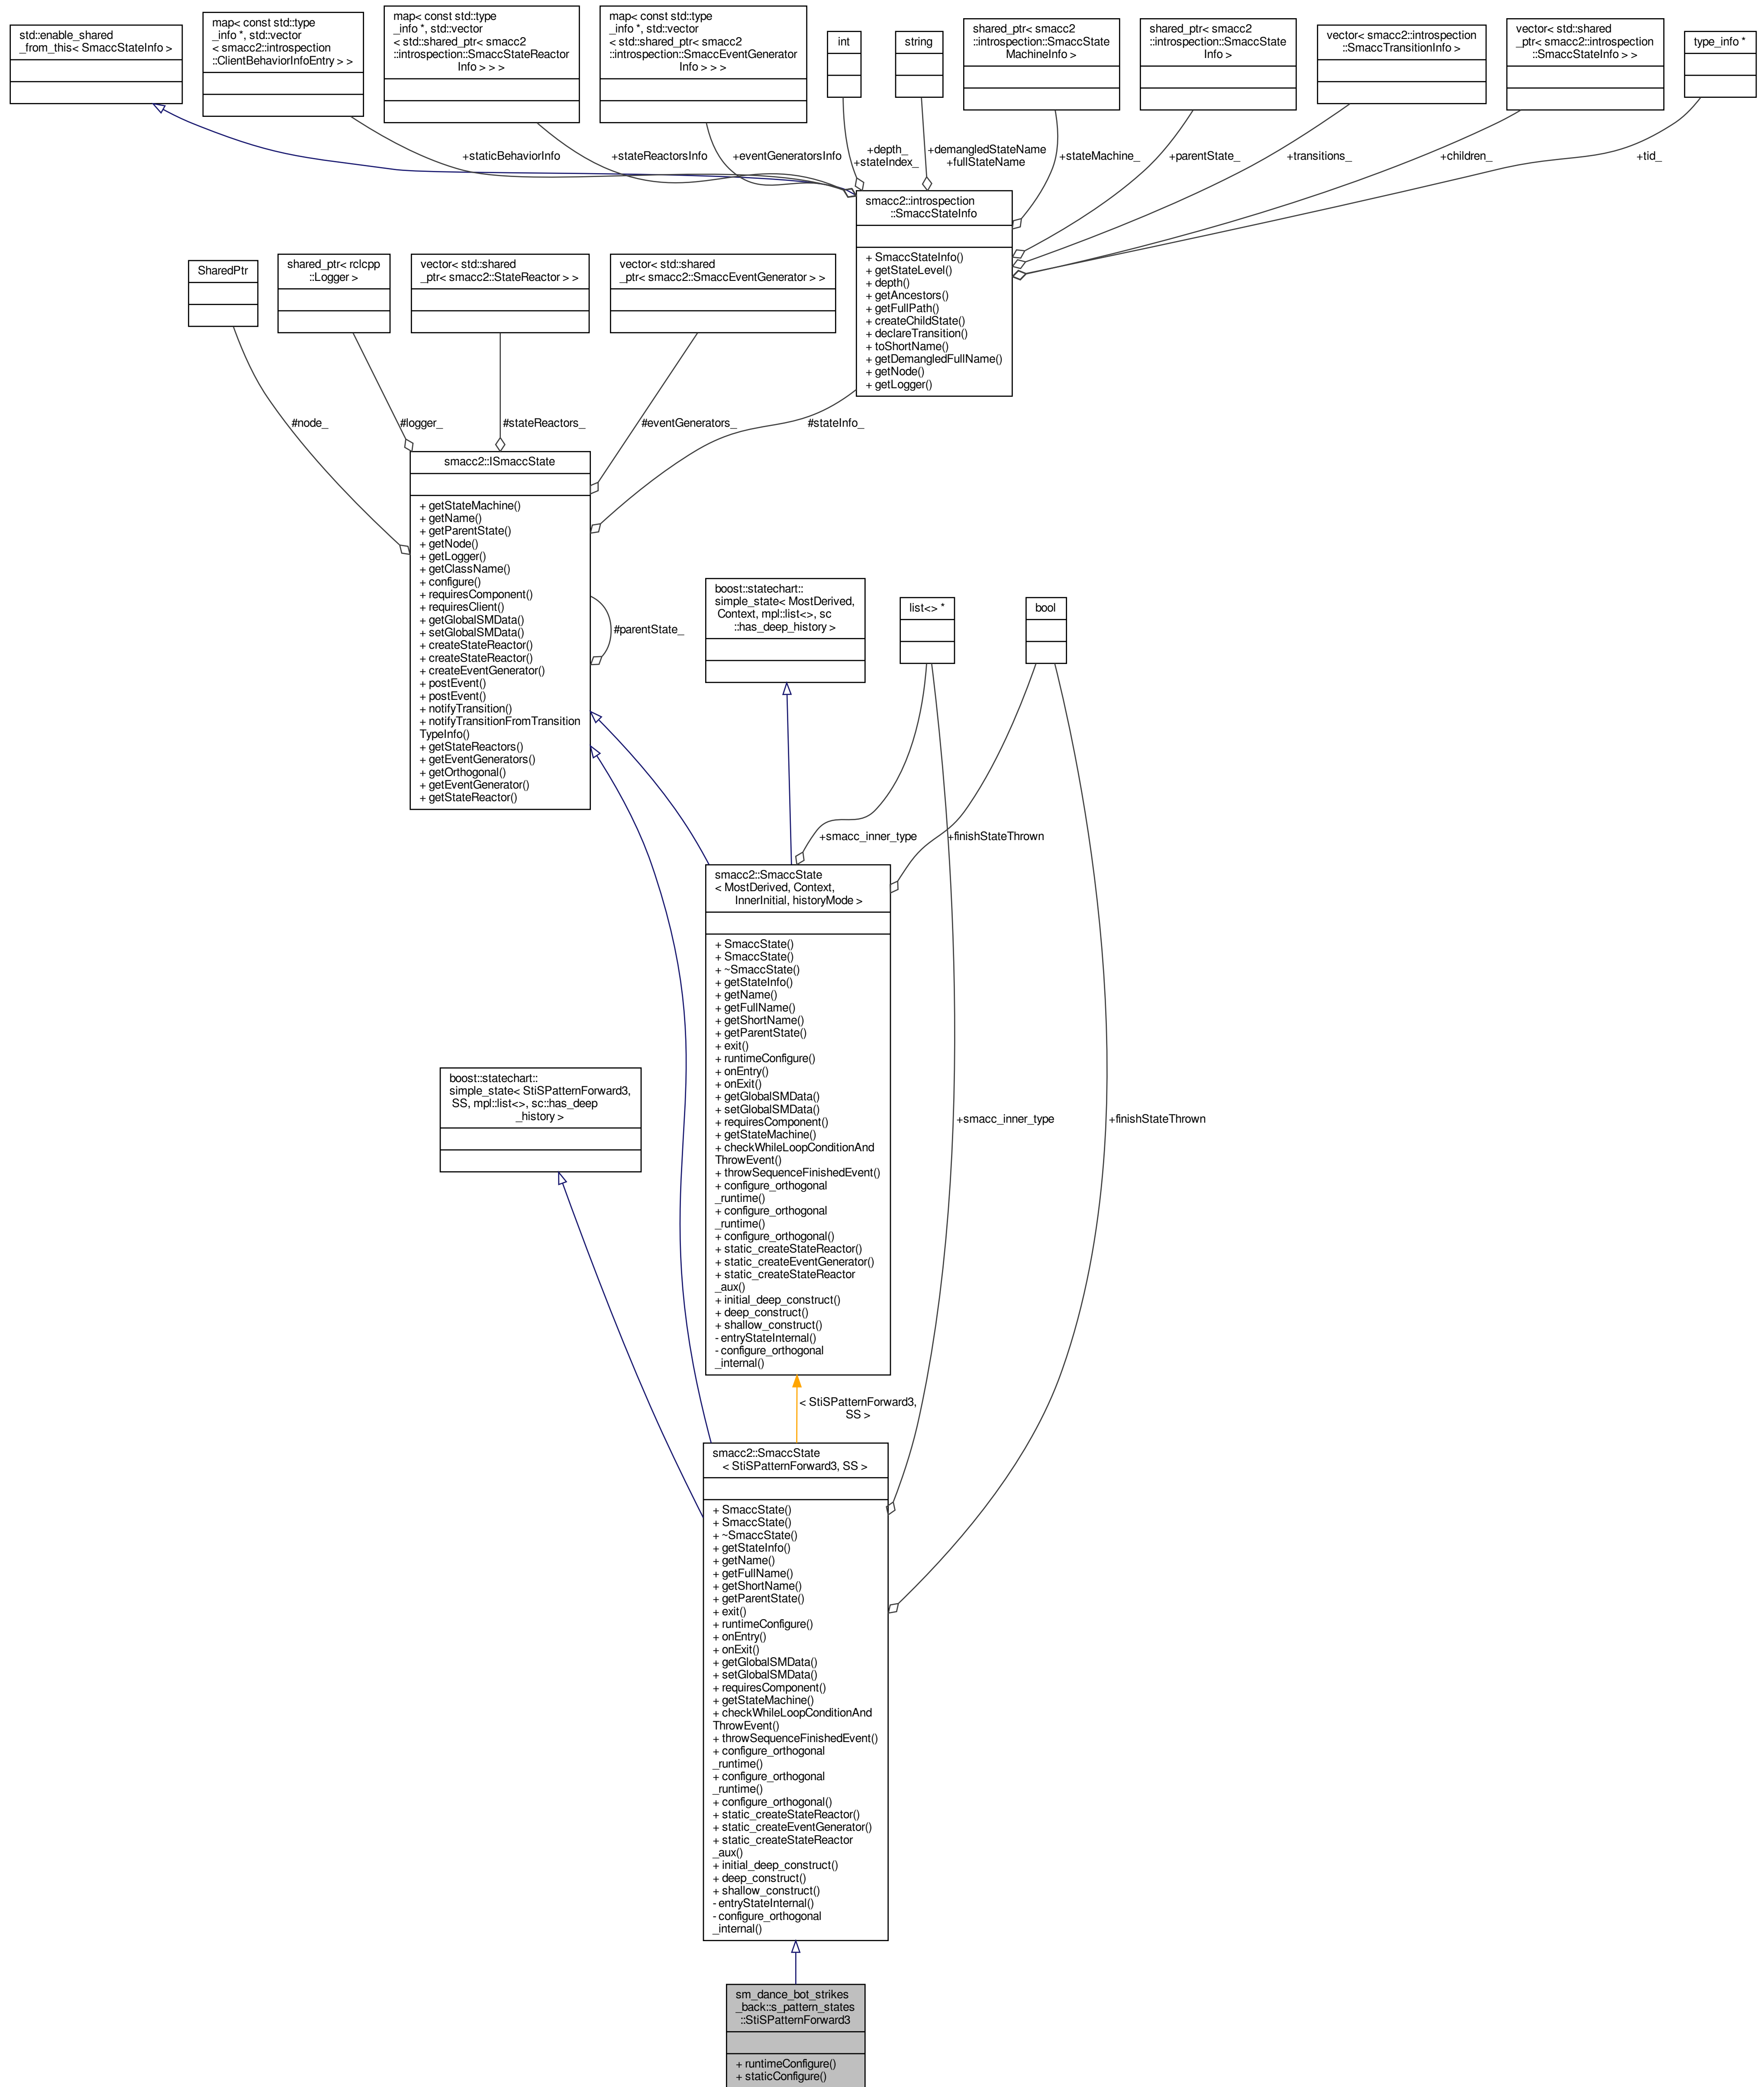 std::enable_shared
_from_this< SmaccStateInfo >
map< const std::type
_info *, std::vector
< smacc2::introspection
::ClientBehaviorInfoEntry > >
map< const std::type
_info *, std::vector
< std::shared_ptr< smacc2
::introspection::SmaccStateReactor
Info > > >
map< const std::type
_info *, std::vector
< std::shared_ptr< smacc2
::introspection::SmaccEventGenerator
Info > > >
int
string
shared_ptr< smacc2
::introspection::SmaccState
MachineInfo >
shared_ptr< smacc2
::introspection::SmaccState
Info >
vector< smacc2::introspection
::SmaccTransitionInfo >
vector< std::shared
_ptr< smacc2::introspection
::SmaccStateInfo > >
type_info *
+staticBehaviorInfo
+stateReactorsInfo
+eventGeneratorsInfo
+depth_
+stateIndex_
+demangledStateName
+fullStateName
+stateMachine_
+parentState_
+transitions_
+children_
+tid_
smacc2::introspection
::SmaccStateInfo
+ SmaccStateInfo()
+ getStateLevel()
+ depth()
+ getAncestors()
+ getFullPath()
+ createChildState()
+ declareTransition()
+ toShortName()
+ getDemangledFullName()
+ getNode()
+ getLogger()
SharedPtr
shared_ptr< rclcpp
::Logger >
vector< std::shared
_ptr< smacc2::StateReactor > >
vector< std::shared
_ptr< smacc2::SmaccEventGenerator > >
#node_
#logger_
#stateReactors_
#eventGenerators_
#stateInfo_
smacc2::ISmaccState
+ getStateMachine()
+ getName()
+ getParentState()
+ getNode()
+ getLogger()
+ getClassName()
+ configure()
+ requiresComponent()
+ requiresClient()
+ getGlobalSMData()
+ setGlobalSMData()
+ createStateReactor()
+ createStateReactor()
+ createEventGenerator()
+ postEvent()
+ postEvent()
+ notifyTransition()
+ notifyTransitionFromTransition
TypeInfo()
+ getStateReactors()
+ getEventGenerators()
+ getOrthogonal()
+ getEventGenerator()
+ getStateReactor()
#parentState_
boost::statechart::
simple_state< MostDerived,
Context, mpl::list<>, sc
::has_deep_history >
list<> *
bool
+smacc_inner_type
+finishStateThrown
smacc2::SmaccState
< MostDerived, Context,
InnerInitial, historyMode >
+ SmaccState()
+ SmaccState()
+ ~SmaccState()
+ getStateInfo()
+ getName()
+ getFullName()
+ getShortName()
+ getParentState()
+ exit()
+ runtimeConfigure()
+ onEntry()
+ onExit()
+ getGlobalSMData()
+ setGlobalSMData()
+ requiresComponent()
+ getStateMachine()
+ checkWhileLoopConditionAnd
ThrowEvent()
+ throwSequenceFinishedEvent()
+ configure_orthogonal
_runtime()
+ configure_orthogonal
_runtime()
+ configure_orthogonal()
+ static_createStateReactor()
+ static_createEventGenerator()
+ static_createStateReactor
_aux()
+ initial_deep_construct()
+ deep_construct()
+ shallow_construct()
- entryStateInternal()
- configure_orthogonal
_internal()
boost::statechart::
simple_state< StiSPatternForward3,
SS, mpl::list<>, sc::has_deep
_history >
+smacc_inner_type
+finishStateThrown
< StiSPatternForward3,
SS >
smacc2::SmaccState
< StiSPatternForward3, SS >
+ SmaccState()
+ SmaccState()
+ ~SmaccState()
+ getStateInfo()
+ getName()
+ getFullName()
+ getShortName()
+ getParentState()
+ exit()
+ runtimeConfigure()
+ onEntry()
+ onExit()
+ getGlobalSMData()
+ setGlobalSMData()
+ requiresComponent()
+ getStateMachine()
+ checkWhileLoopConditionAnd
ThrowEvent()
+ throwSequenceFinishedEvent()
+ configure_orthogonal
_runtime()
+ configure_orthogonal
_runtime()
+ configure_orthogonal()
+ static_createStateReactor()
+ static_createEventGenerator()
+ static_createStateReactor
_aux()
+ initial_deep_construct()
+ deep_construct()
+ shallow_construct()
- entryStateInternal()
- configure_orthogonal
_internal()
sm_dance_bot_strikes
_back::s_pattern_states
::StiSPatternForward3
+ runtimeConfigure()
+ staticConfigure()